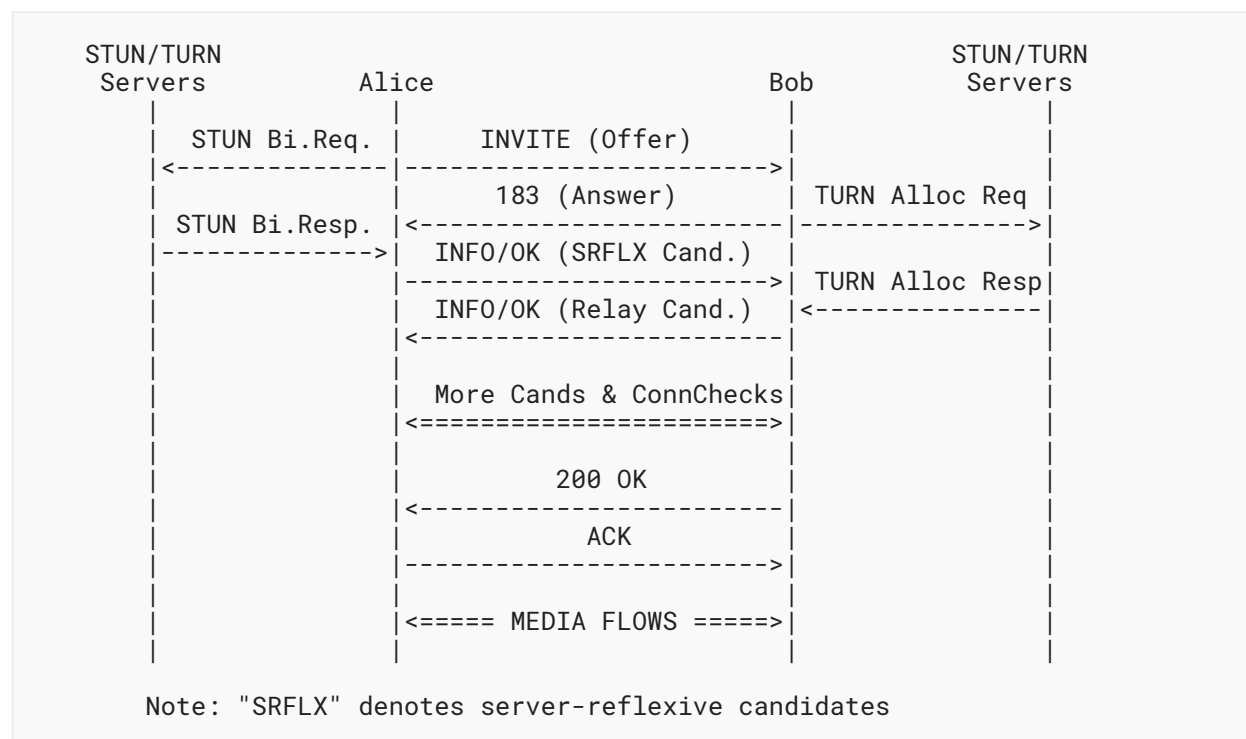 STUN/TURN                                                STUN/TURN
 Servers          Alice                      Bob          Servers
    |               |                         |                |
    |  STUN Bi.Req. |     INVITE (Offer)      |                |
    |<--------------|------------------------>|                |
    |               |      183 (Answer)       | TURN Alloc Req |
    | STUN Bi.Resp. |<------------------------|--------------->|
    |-------------->|  INFO/OK (SRFLX Cand.)  |                |
    |               |------------------------>| TURN Alloc Resp|
    |               |  INFO/OK (Relay Cand.)  |<---------------|
    |               |<------------------------|                |
    |               |                         |                |
    |               |  More Cands & ConnChecks|                |
    |               |<=======================>|                |
    |               |                         |                |
    |               |          200 OK         |                |
    |               |<------------------------|                |
    |               |            ACK          |                |
    |               |------------------------>|                |
    |               |                         |                |
    |               |<===== MEDIA FLOWS =====>|                |
    |               |                         |                |
Note: "SRFLX" denotes server-reflexive candidates